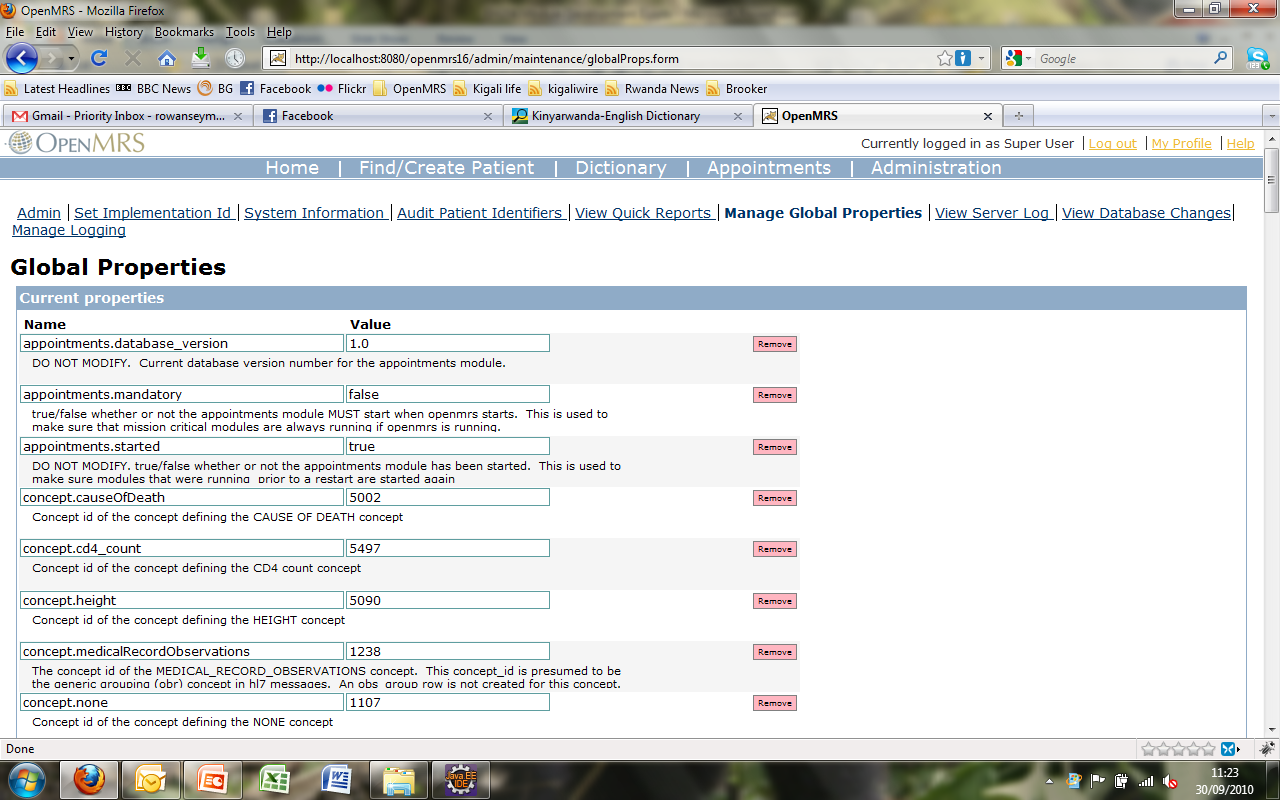 OpenMRS - Mozilla Firefox
File Edit View History Bookmarks Tools Help
http://localhost:8080/openmrs16/admin/maintenance/globalProps.form
Google
Latest Headlines BBC News BG Facebook Flickr OpenMRS Kigali life kigaliwire Rwanda News Brooker
Gmail - Priority Inbox - rowanseym... Facebook Kinyarwanda-English Dictionary OpenMRS
OPENMRS
Currently logged in as Super User | Log out | My Profile | Help
Home | Find/Create Patient | Dictionary | Appointments | Administration
Admin | Set Implementation Id | System Information | Audit Patient Identifiers | View Quick Reports | Manage Global Properties | View Server Log | View Database Changes |
Manage Logging
Global Properties
Current properties
Name Value
appointments.database_version 1.0 Remove
DO NOT MODIFY. Current database version number for the appointments module.
appointments.mandatory false Remove
true/false whether or not the appointments module MUST start when openmrs starts. This is used to
make sure that mission critical modules are always running if openmrs is running.
appointments.started true Remove
DO NOT MODIFY. true/false whether or not the appointments module has been started. This is used to
make sure modules that were running prior to a restart are started again
concept.causeOfDeath 5002 Remove
Concept id of the concept defining the CAUSE OF DEATH concept
concept.cd4_count 5497 Remove
Concept id of the concept defining the CD4 count concept
concept.height 5090 Remove
Concept id of the concept defining the HEIGHT concept
concept.medicalRecordObservations 1238 Remove
The concept id of the MEDICAL_RECORD_OBSERVATIONS concept. This concept_id is presumed to be
the generic grouping (obr) concept in hl7 messages. An obs_group row is not created for this concept.
concept.none 1107 Remove
Concept id of the concept defining the NONE concept
Done
Java EE
IDE
11:23
30/09/2010